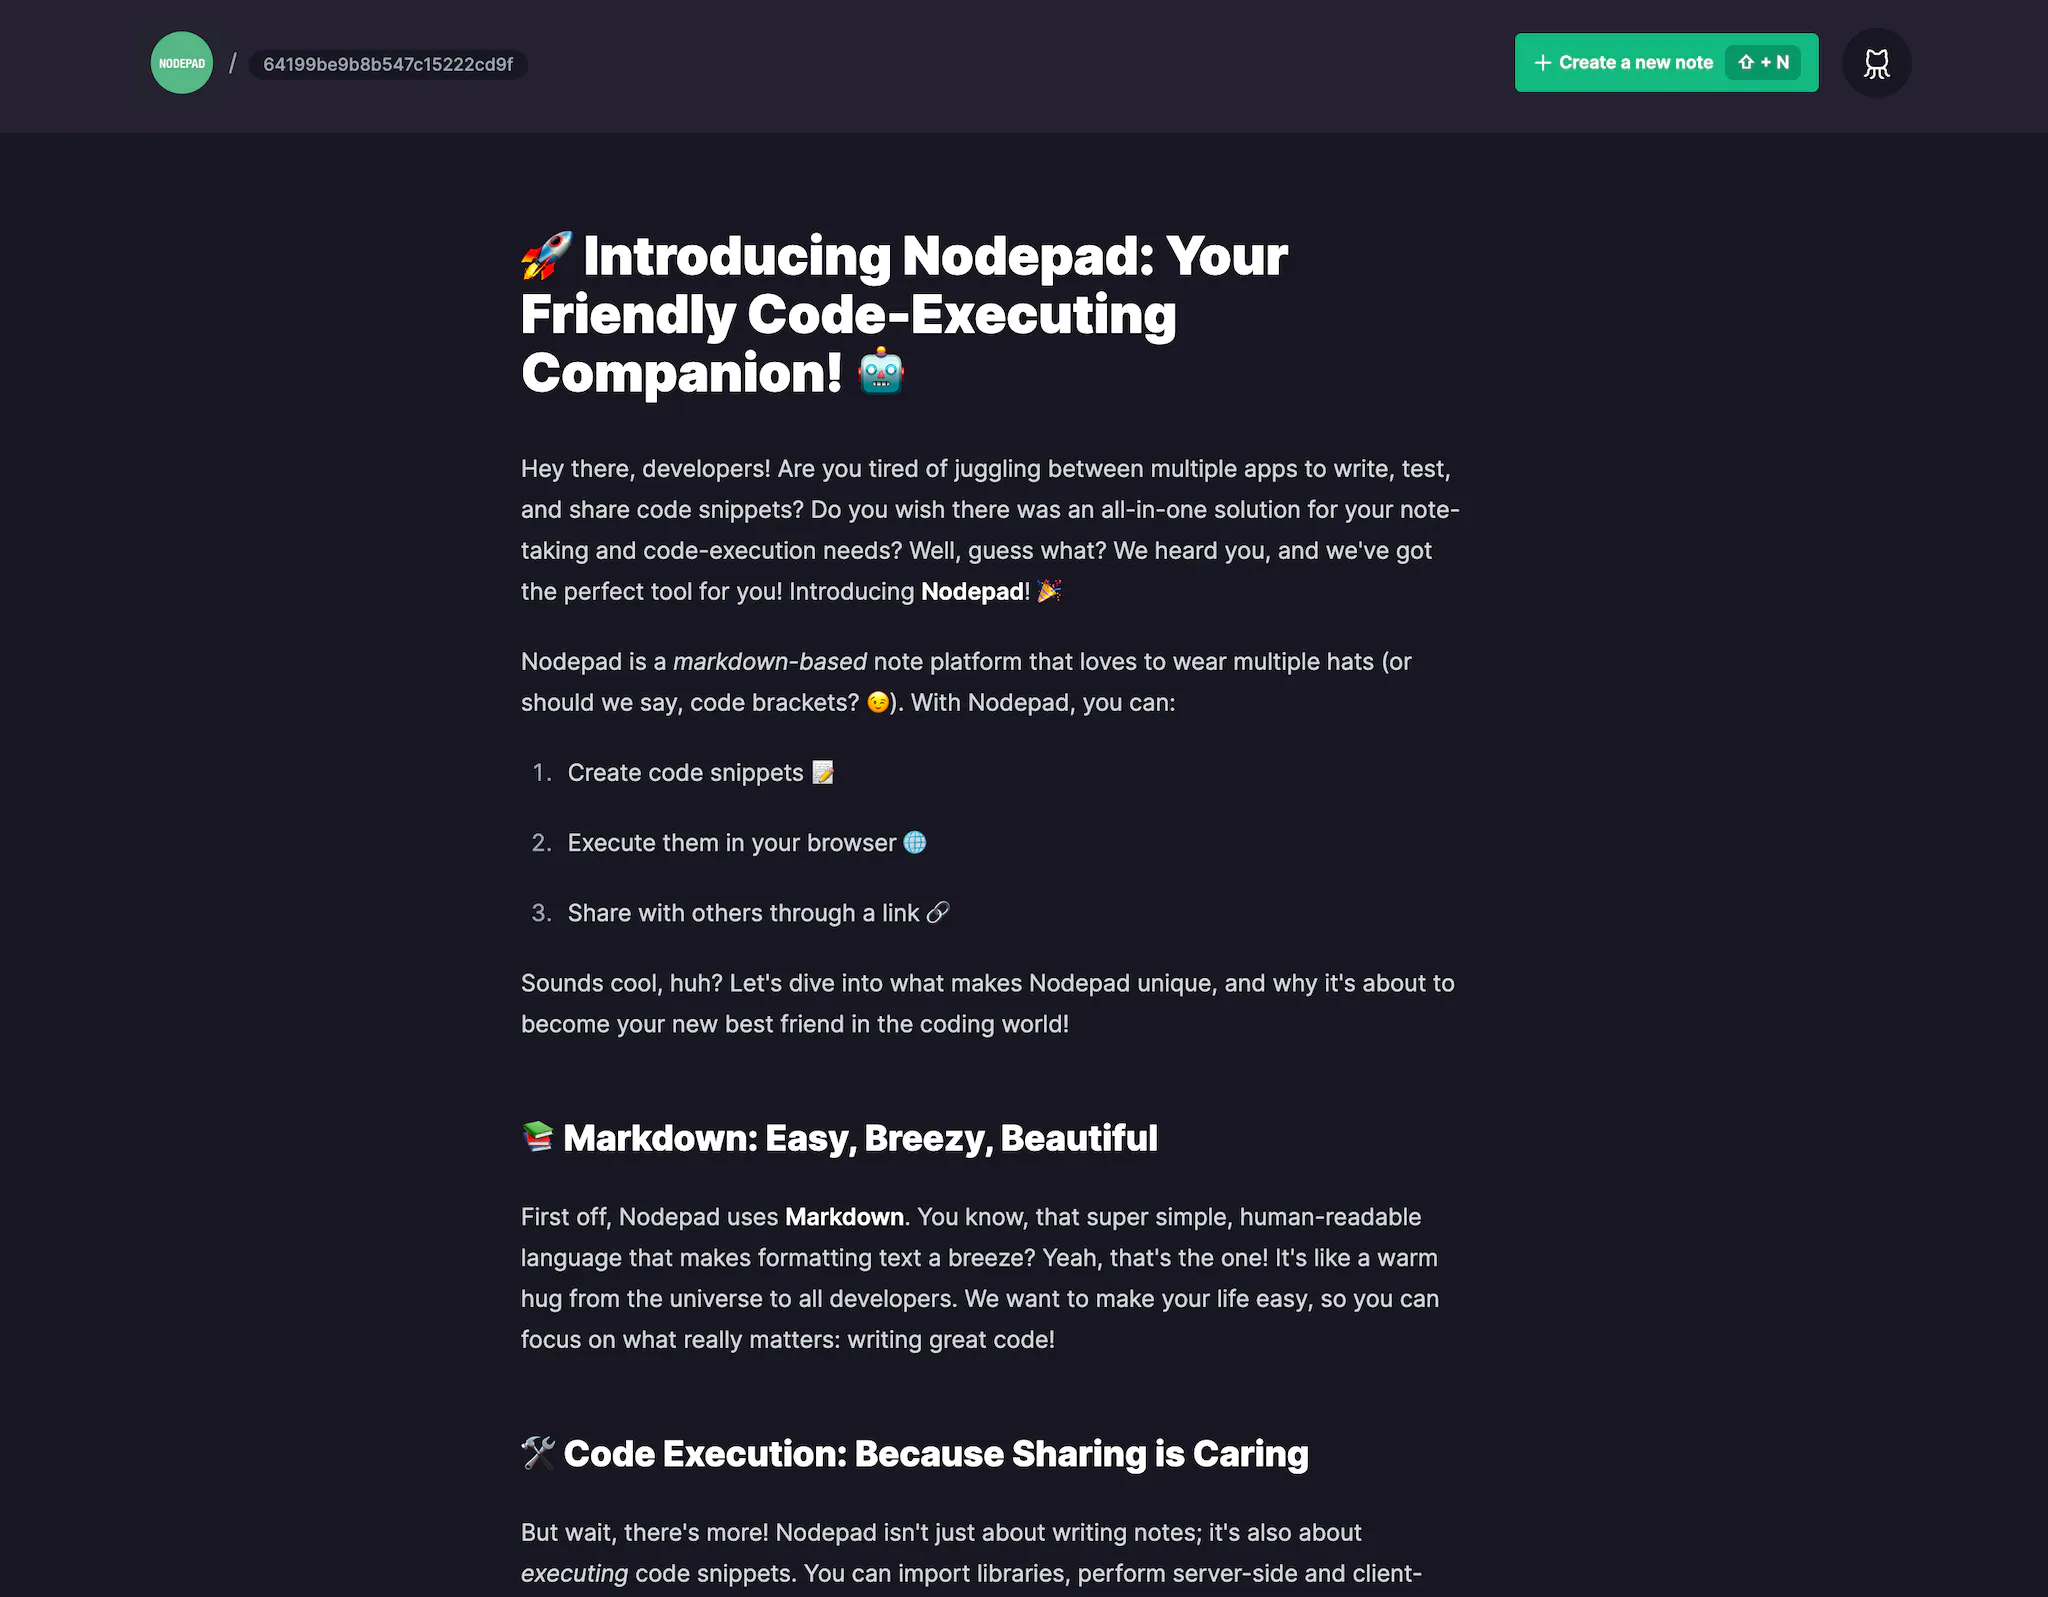 NODEPAD / 64199be9b8b547c15222cd9f
+ Create a new note ⇧ + N
🚀 Introducing Nodepad: Your
Friendly Code-Executing
Companion! 🤖
Hey there, developers! Are you tired of juggling between multiple apps to write, test,
and share code snippets? Do you wish there was an all-in-one solution for your note-
taking and code-execution needs? Well, guess what? We heard you, and we've got
the perfect tool for you! Introducing Nodepad! 🎉
Nodepad is a markdown-based note platform that loves to wear multiple hats (or
should we say, code brackets? 😉). With Nodepad, you can:
1. Create code snippets 📝
2. Execute them in your browser 🌐
3. Share with others through a link 🔗
Sounds cool, huh? Let's dive into what makes Nodepad unique, and why it's about to
become your new best friend in the coding world!
📚 Markdown: Easy, Breezy, Beautiful
First off, Nodepad uses Markdown. You know, that super simple, human-readable
language that makes formatting text a breeze? Yeah, that's the one! It's like a warm
hug from the universe to all developers. We want to make your life easy, so you can
focus on what really matters: writing great code!
🛠️ Code Execution: Because Sharing is Caring
But wait, there's more! Nodepad isn't just about writing notes; it's also about
executing code snippets. You can import libraries, perform server-side and client-